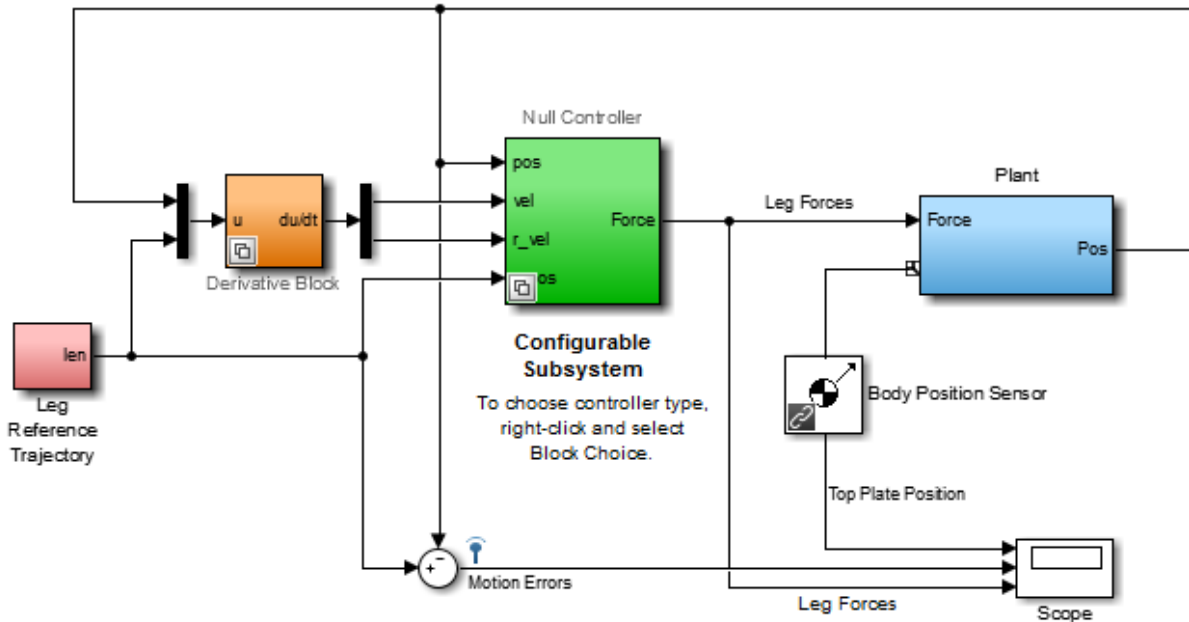 Null Controller
pos
vel
r_vel
os
Force
u
du/dt
Derivative Block
len
Leg
Reference
Trajectory
Configurable
Subsystem
To choose controller type,
right-click and select
Block Choice.
Leg Forces
Plant
Force
Pos
Body Position Sensor
Top Plate Position
+
−
Motion Errors
Leg Forces
Scope